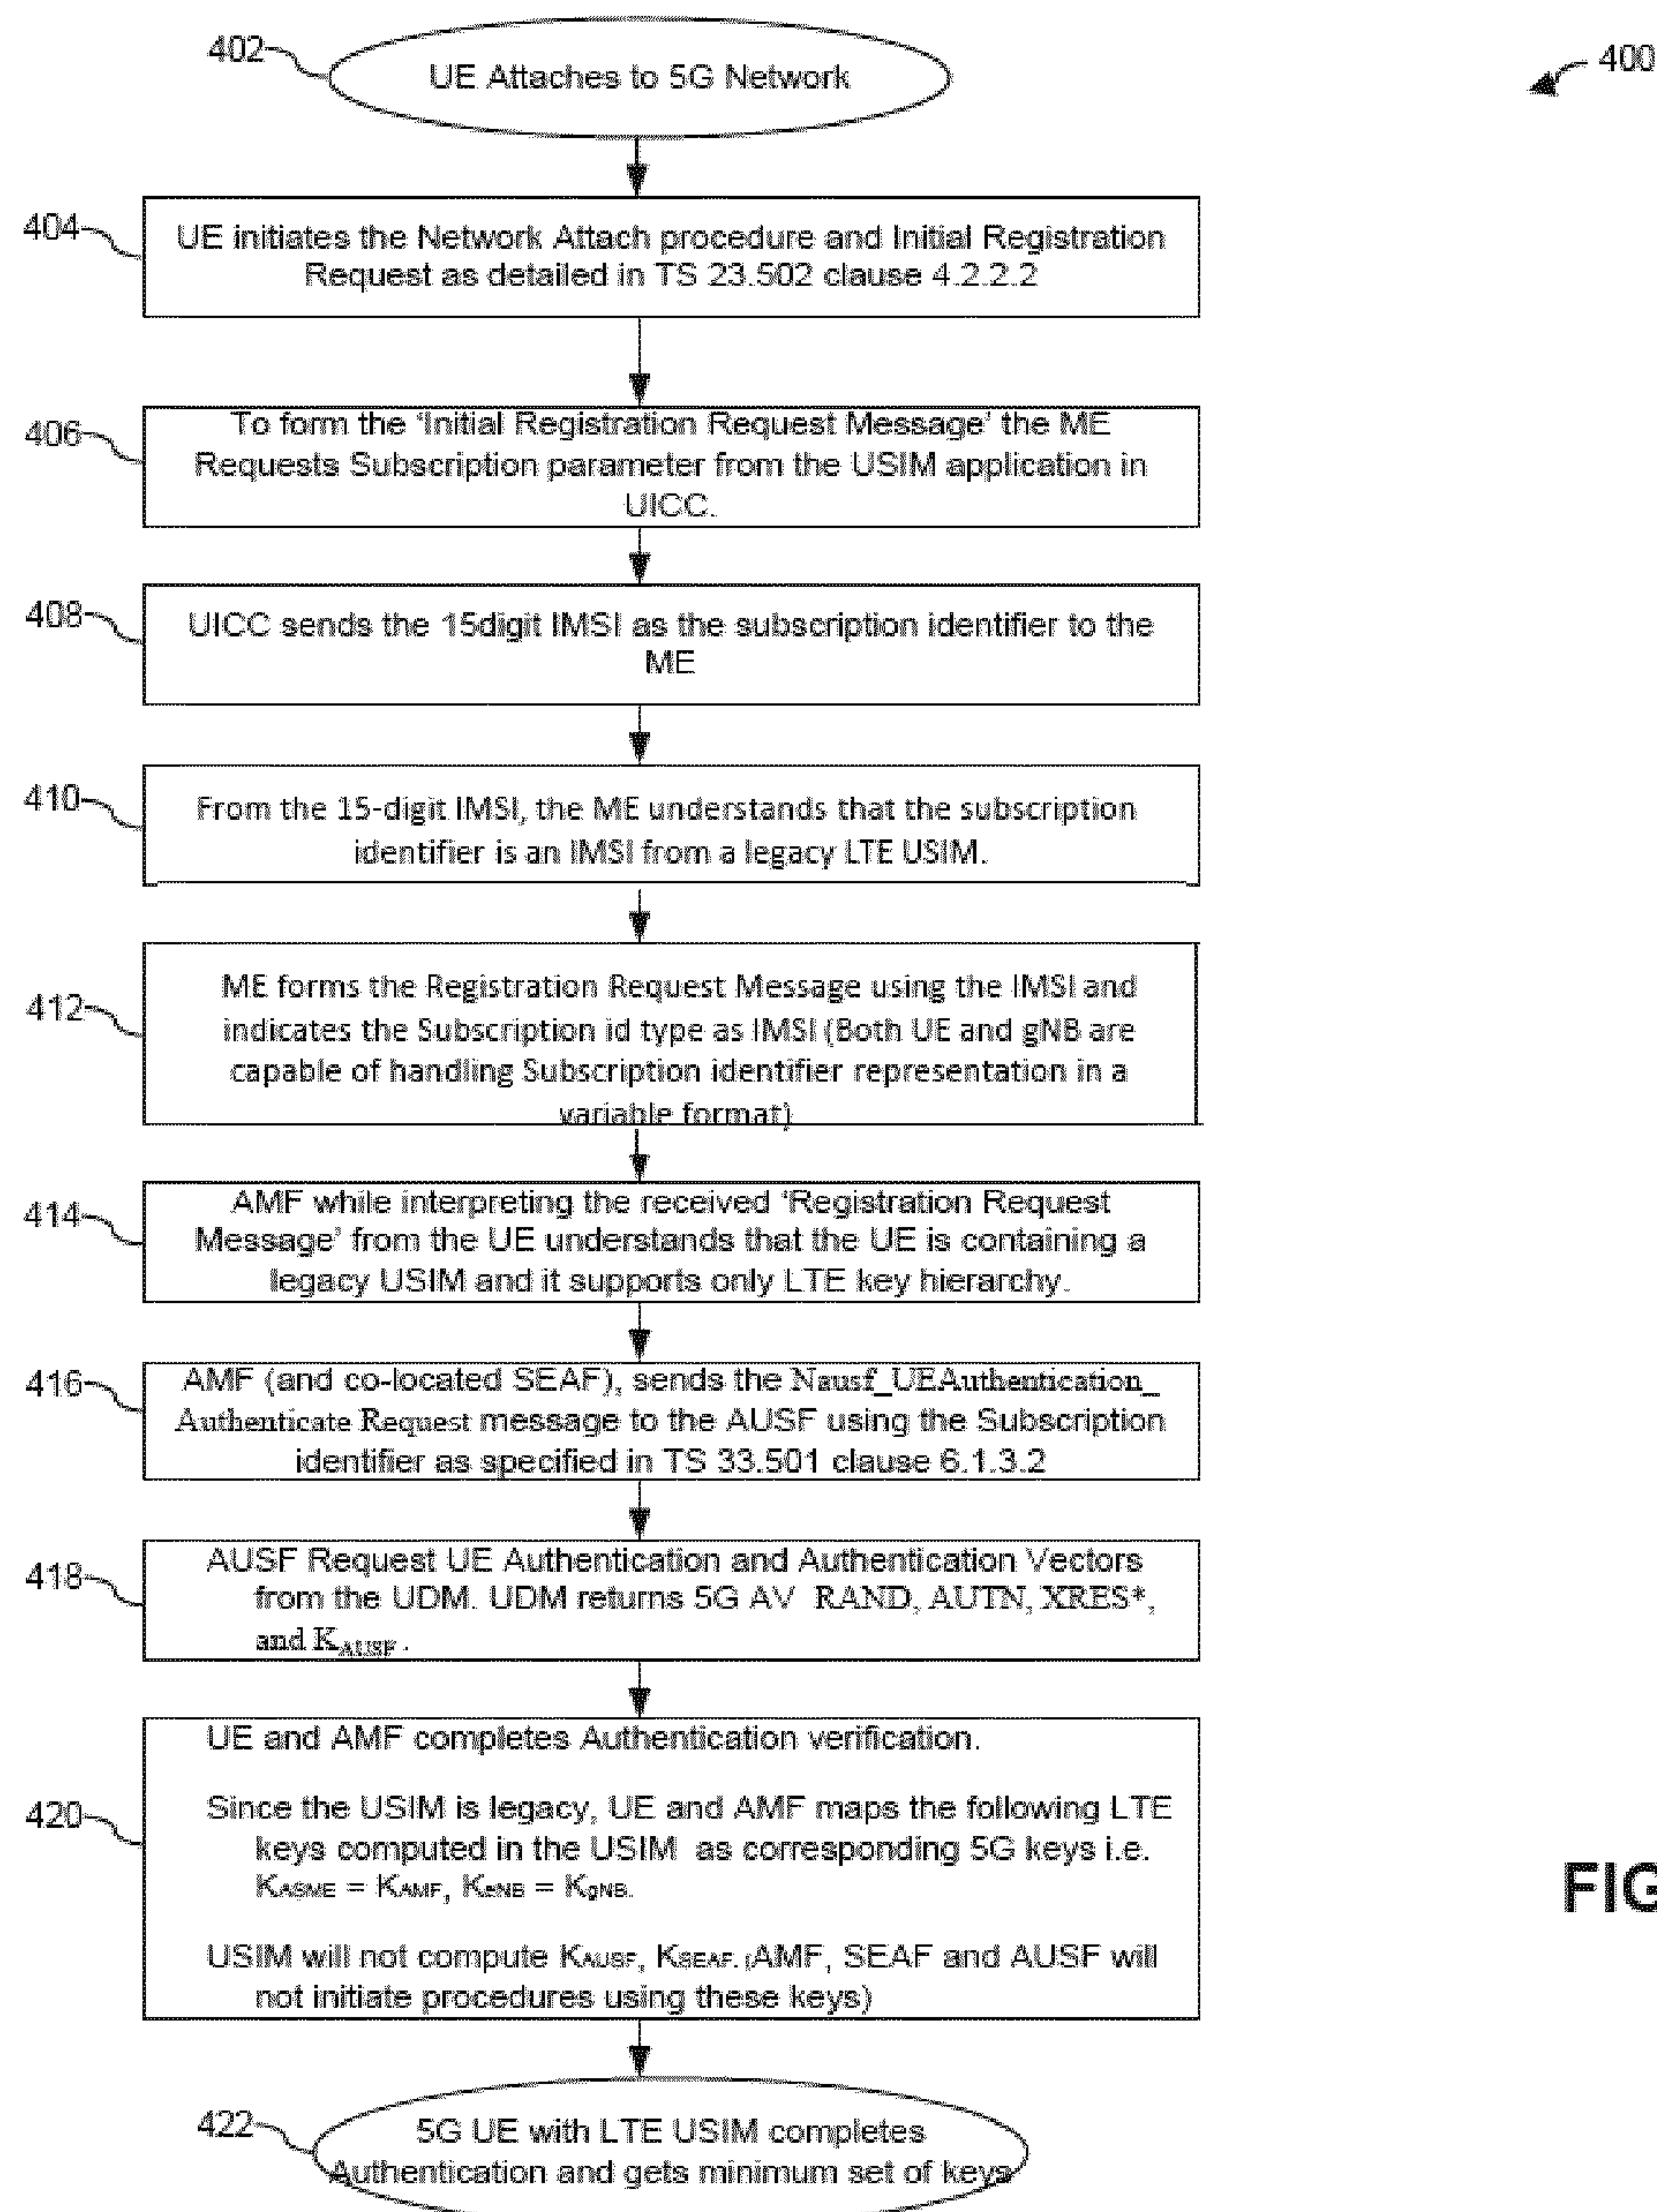 402
UE Attaches to 5G Network
400
404
UE initiates the Network Attach procedure and Initial Registration
Request as detailed in TS 23.502 clause 4.2.2.2
406
To form the ‘Initial Registration Request Message’ the ME
Requests Subscription parameter from the USIM application in
UICC.
408
UICC sends the 15digit IMSI as the subscription identifier to the
ME
410
From the 15-digit IMSI, the ME understands that the subscription
identifier is an IMSI from a legacy LTE USIM.
412
ME forms the Registration Request Message using the IMSI and
indicates the Subscription id type as IMSI (Both UE and gNB are
capable of handling Subscription identifier representation in a
variable format)
414
AMF while interpreting the received ‘Registration Request
Message’ from the UE understands that the UE is containing a
legacy USIM and it supports only LTE key hierarchy.
416
AMF (and co-located SEAF), sends the Nausf_UEAuthentication_
Authenticate Request message to the AUSF using the Subscription
identifier as specified in TS 33.501 clause 6.1.3.2
418
AUSF Request UE Authentication and Authentication Vectors
from the UDM. UDM returns 5G AV RAND, AUTN, XRES*,
and KAUSF.
420
UE and AMF completes Authentication verification.
Since the USIM is legacy, UE and AMF maps the following LTE
keys computed in the USIM as corresponding 5G keys i.e.
KASME = KAMF, KeNB = KgNB.
USIM will not compute KAUSF, KSEAF. (AMF, SEAF and AUSF will
not initiate procedures using these keys)
FIG
422
5G UE with LTE USIM completes
Authentication and gets minimum set of keys